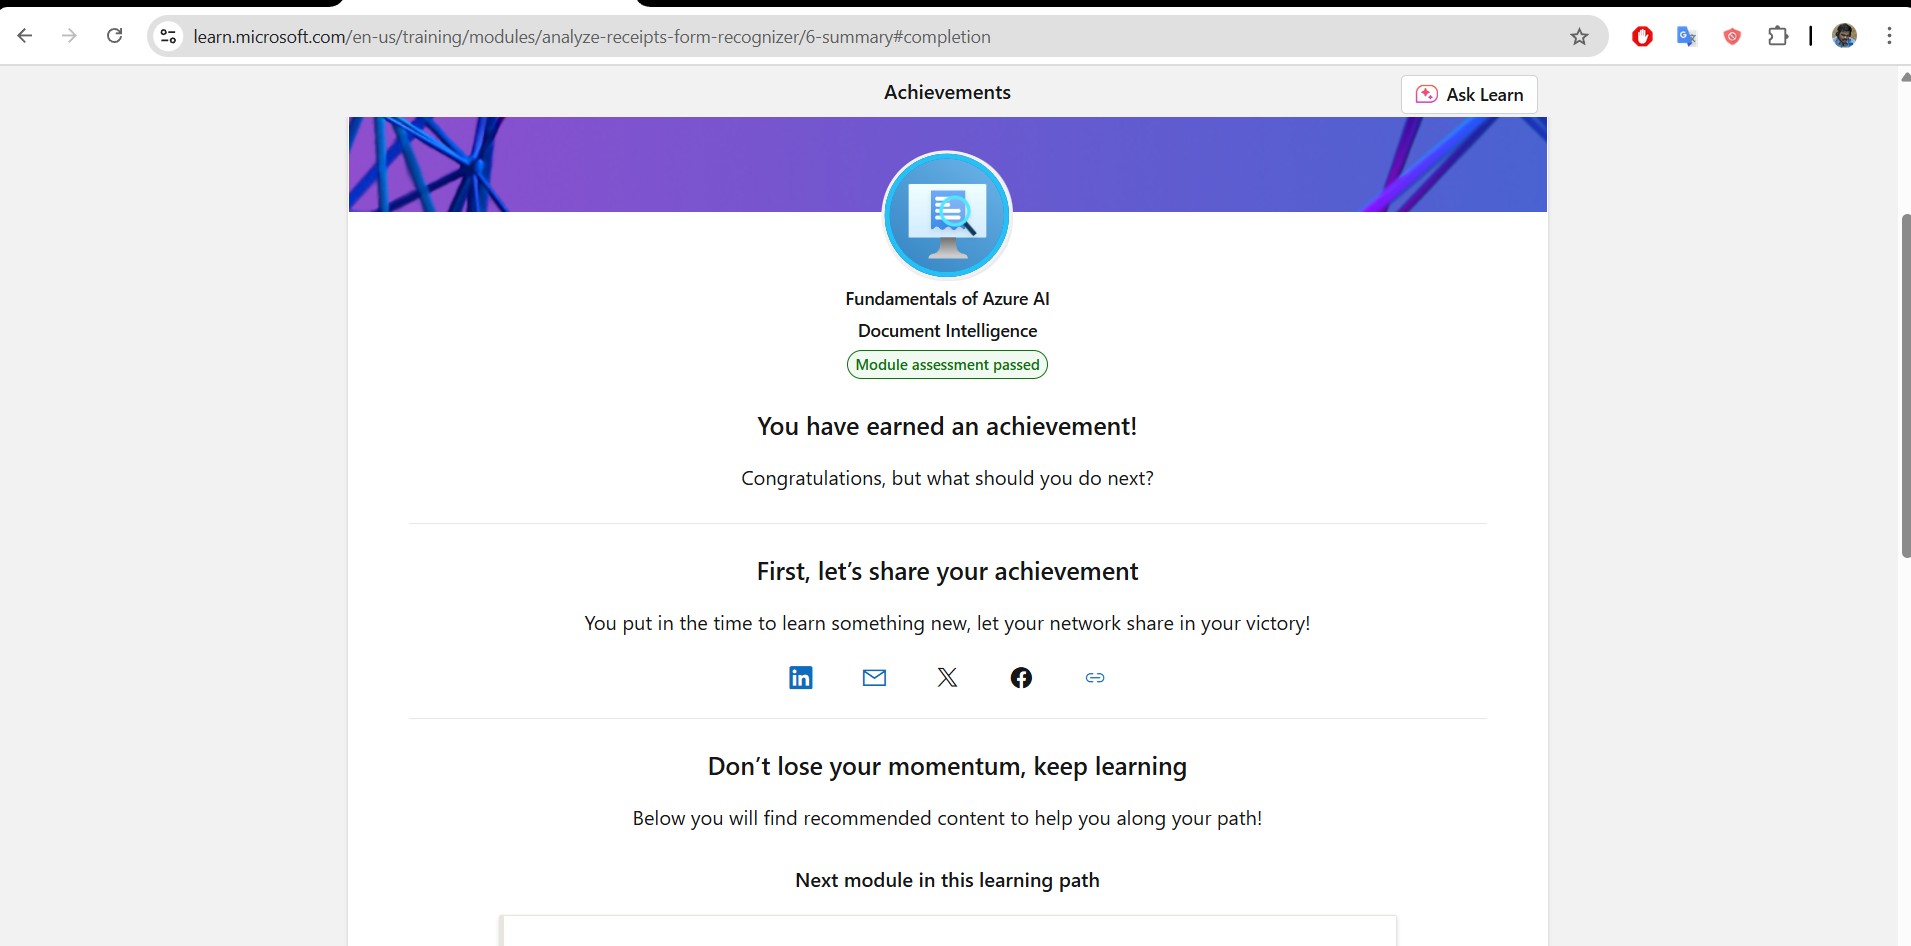 learn.microsoft.com/en-us/training/modules/analyze-receipts-form-recognizer/6-summary#completion
Achievements
Ask Learn
Fundamentals of Azure AI
Document Intelligence
Module assessment passed
You have earned an achievement!
Congratulations, but what should you do next?
First, let’s share your achievement
You put in the time to learn something new, let your network share in your victory!
Don’t lose your momentum, keep learning
Below you will find recommended content to help you along your path!
Next module in this learning path